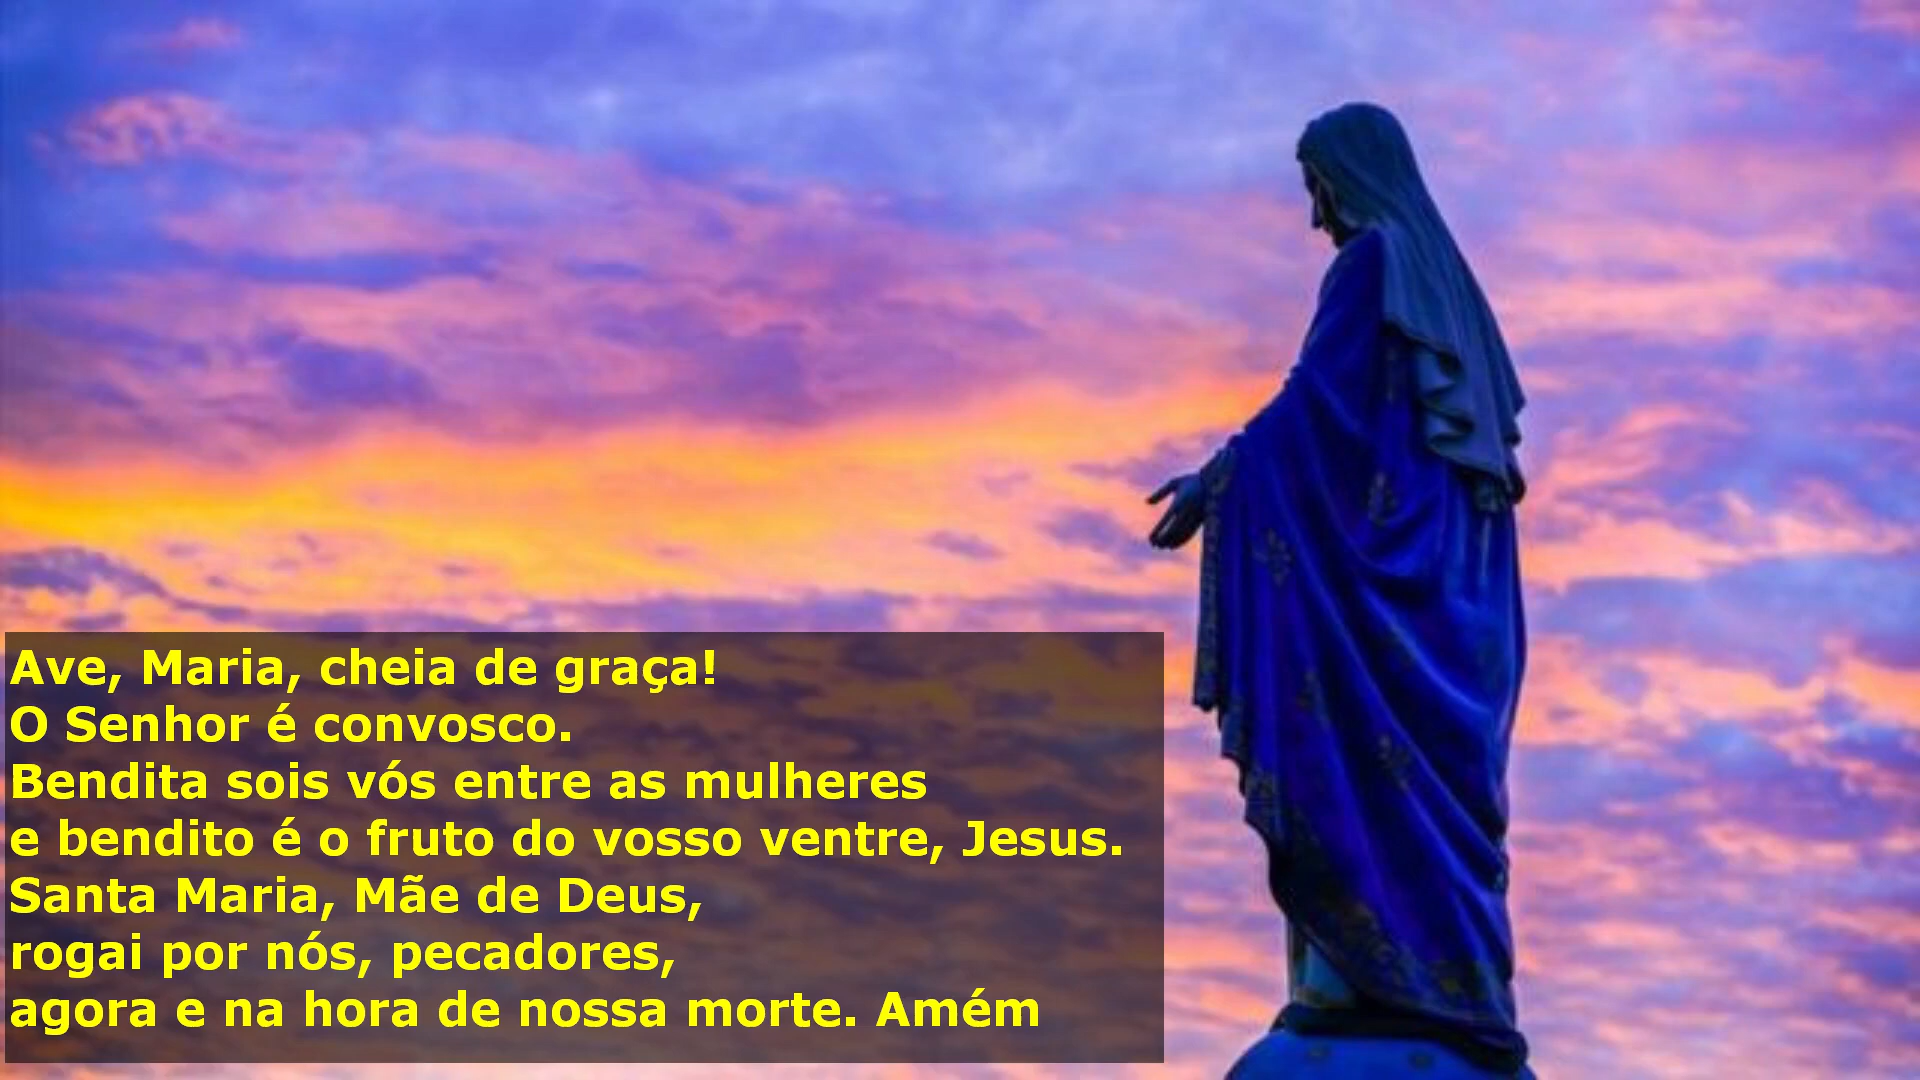 Ave, Maria, cheia de graça!
O Senhor é convosco.
Bendita sois vós entre as mulheres
e bendito é o fruto do vosso ventre, Jesus.
Santa Maria, Mãe de Deus,
rogai por nós, pecadores,
agora e na hora de nossa morte. Amém